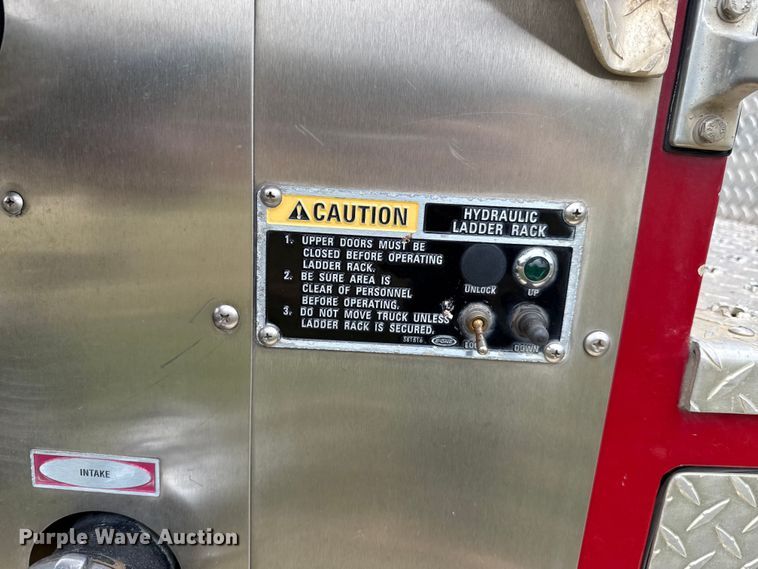 CAUTION
HYDRAULIC
LADDER RACK
1. UPPER DOORS MUST BE
CLOSED BEFORE OPERATING
LADDER RACK.
2. BE SURE AREA IS
CLEAR OF PERSONNEL
BEFORE OPERATING.
3. DO NOT MOVE TRUCK UNLESS
LADDER RACK IS SECURED.
UNLOCK
UP
DOWN
E-ONE
INTAKE
Purple Wave Auction